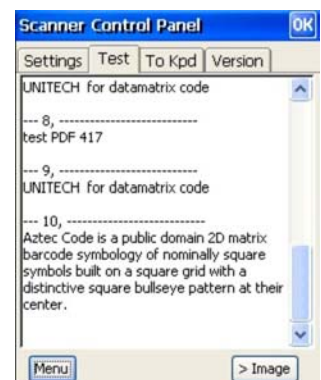 Scanner Control Panel OK
Settings Test To Kpd Version
UNITECH for datamatrix code
--- 8, --------------------------
test PDF 417
--- 9, --------------------------
UNITECH for datamatrix code
--- 10, --------------------------
Aztec Code is a public domain 2D matrix
barcode symbology of nominally square
symbols built on a square grid with a
distinctive square bullseye pattern at their
center.
Menu > Image